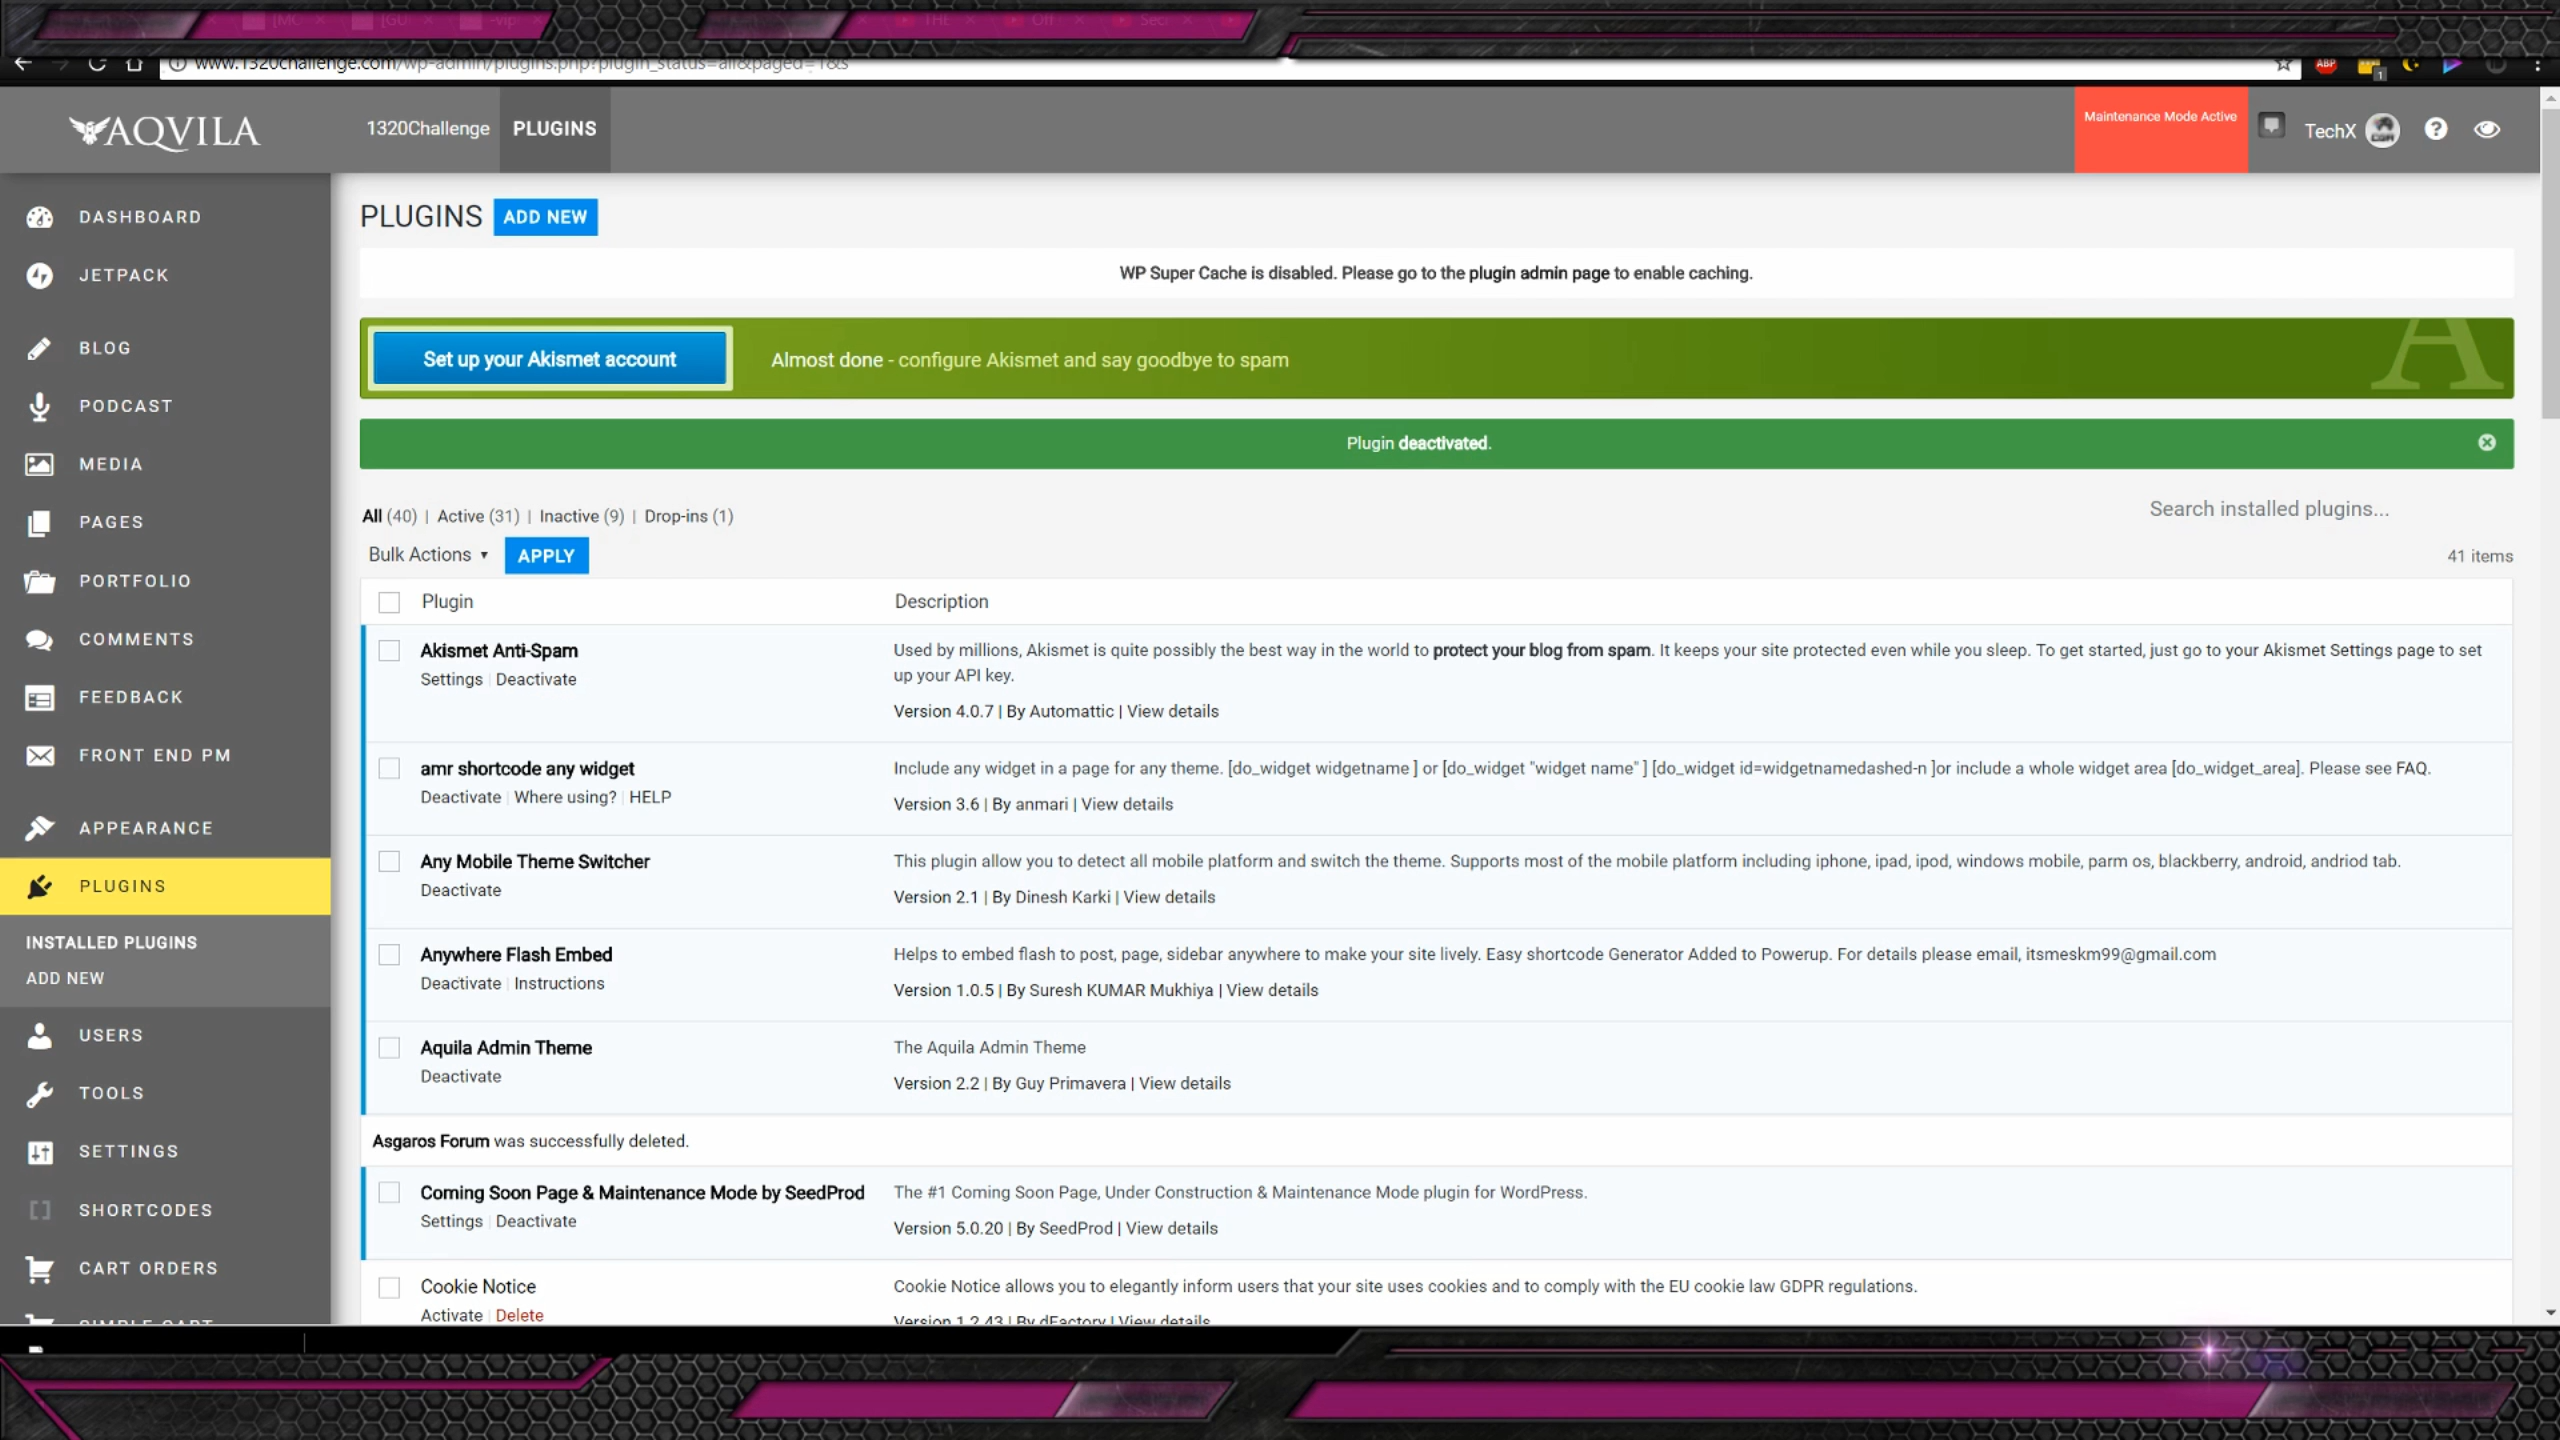 THE
Off
www.1320challenge.com/wp-admin/plugins.php?plugin_status=all&paged=1&s
ABP
1
AQVILA
1320Challenge
PLUGINS
Maintenance Mode Active
TechX
DASHBOARD
JETPACK
BLOG
PODCAST
MEDIA
PAGES
PORTFOLIO
COMMENTS
FEEDBACK
FRONT END PM
APPEARANCE
PLUGINS
INSTALLED PLUGINS
ADD NEW
USERS
TOOLS
SETTINGS
SHORTCODES
CART ORDERS
SIMPLE CART
PLUGINS ADD NEW
WP Super Cache is disabled. Please go to the plugin admin page to enable caching.
Set up your Akismet account
Almost done - configure Akismet and say goodbye to spam
A
Plugin deactivated.
All (40) | Active (31) | Inactive (9) | Drop-ins (1)
Search installed plugins...
Bulk Actions APPLY
41 items
Plugin Description
Akismet Anti-Spam
Settings | Deactivate
Used by millions, Akismet is quite possibly the best way in the world to protect your blog from spam. It keeps your site protected even while you sleep. To get started, just go to your Akismet Settings page to set
up your API key.
Version 4.0.7 | By Automattic | View details
amr shortcode any widget
Deactivate | Where using? | HELP
Include any widget in a page for any theme. [do_widget widgetname ] or [do_widget "widget name" ] [do_widget id=widgetnamedashed-n ]or include a whole widget area [do_widget_area]. Please see FAQ.
Version 3.6 | By anmari | View details
Any Mobile Theme Switcher
Deactivate
This plugin allow you to detect all mobile platform and switch the theme. Supports most of the mobile platform including iphone, ipad, ipod, windows mobile, parm os, blackberry, android, andriod tab.
Version 2.1 | By Dinesh Karki | View details
Anywhere Flash Embed
Deactivate | Instructions
Helps to embed flash to post, page, sidebar anywhere to make your site lively. Easy shortcode Generator Added to Powerup. For details please email, itsmeskm99@gmail.com
Version 1.0.5 | By Suresh KUMAR Mukhiya | View details
Aquila Admin Theme
Deactivate
The Aquila Admin Theme
Version 2.2 | By Guy Primavera | View details
Asgaros Forum was successfully deleted.
Coming Soon Page & Maintenance Mode by SeedProd
Settings | Deactivate
The #1 Coming Soon Page, Under Construction & Maintenance Mode plugin for WordPress.
Version 5.0.20 | By SeedProd | View details
Cookie Notice
Activate | Delete
Cookie Notice allows you to elegantly inform users that your site uses cookies and to comply with the EU cookie law GDPR regulations.
Version 1.2.43 | By dFactory | View details